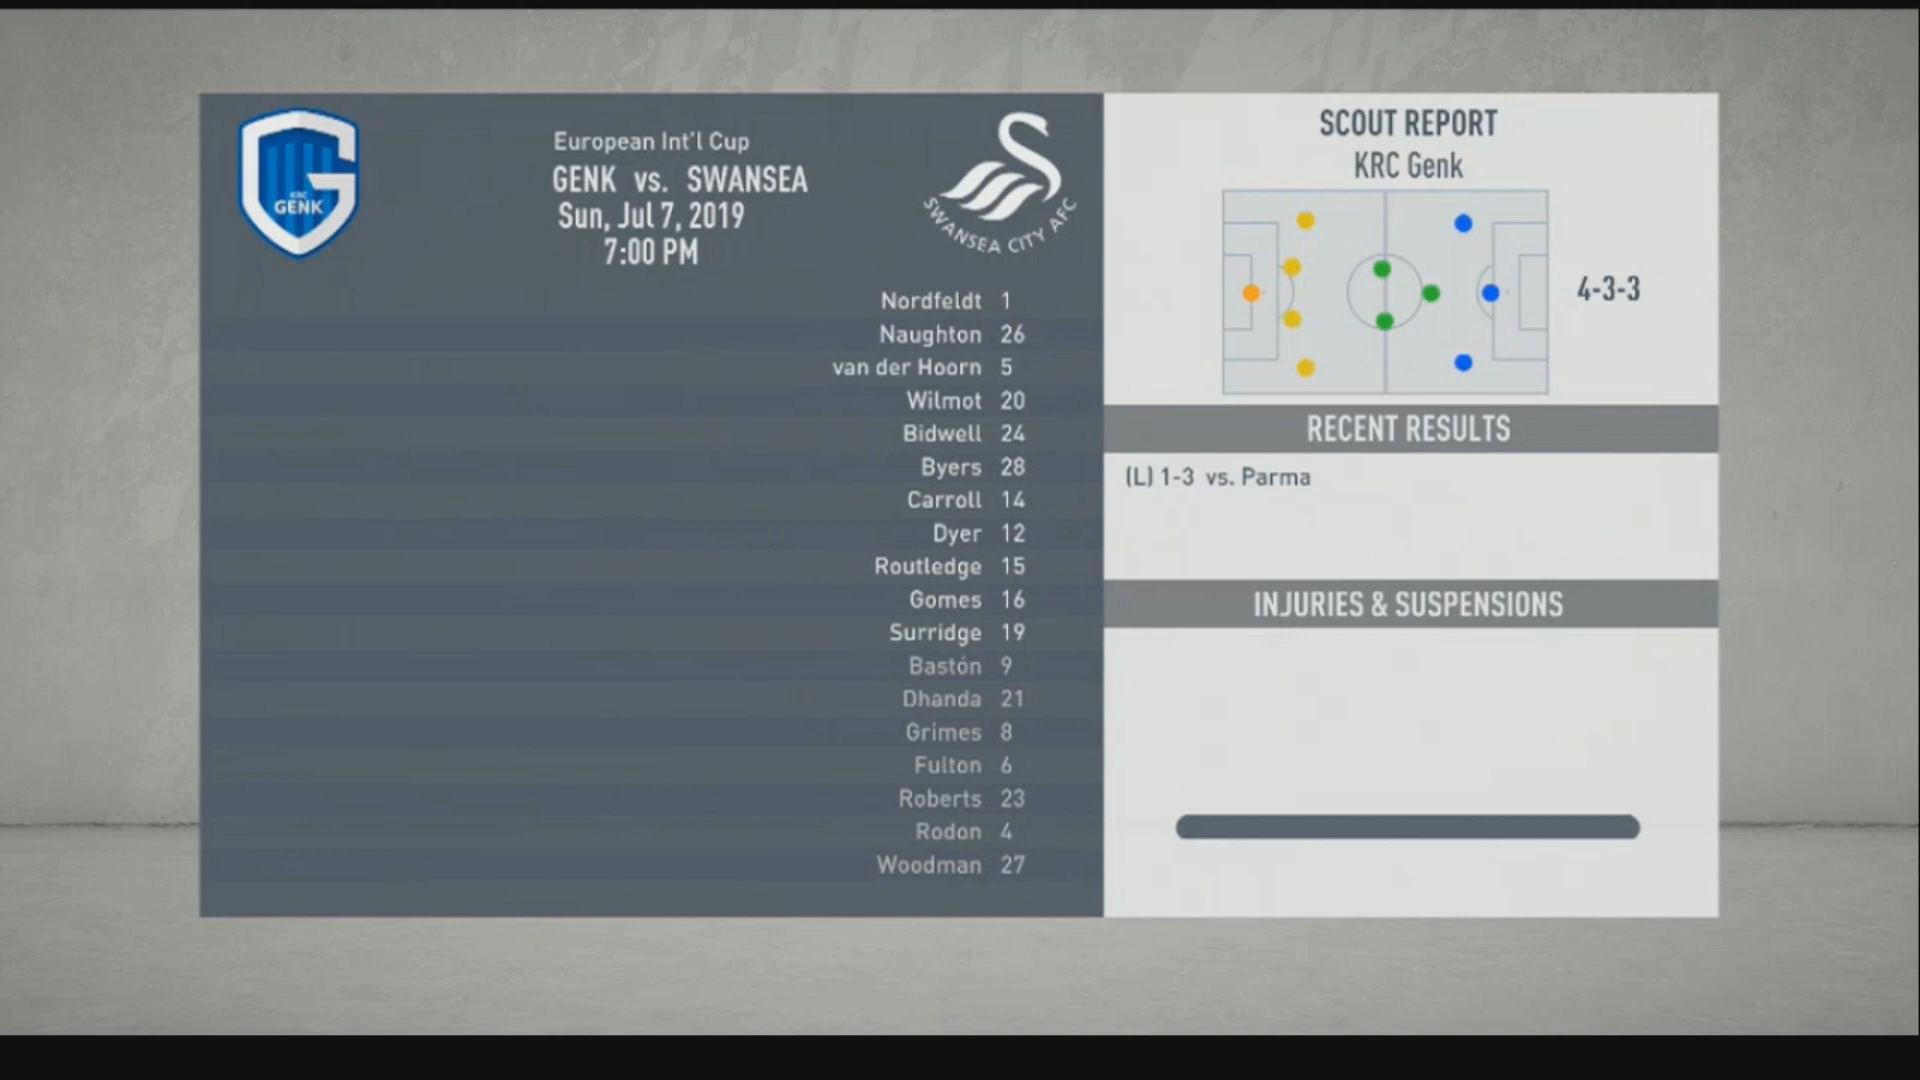 KRC
GENK
European Int'l Cup
GENK vs. SWANSEA
Sun, Jul 7, 2019
7:00 PM
SWANSEA CITY AFC
Nordfeldt 1
Naughton 26
van der Hoorn 5
Wilmot 20
Bidwell 24
Byers 28
Carroll 14
Dyer 12
Routledge 15
Gomes 16
Surridge 19
Bastón 9
Dhanda 21
Grimes 8
Fulton 6
Roberts 23
Rodon 4
Woodman 27
SCOUT REPORT
KRC Genk
4-3-3
RECENT RESULTS
(L) 1-3 vs. Parma
INJURIES & SUSPENSIONS